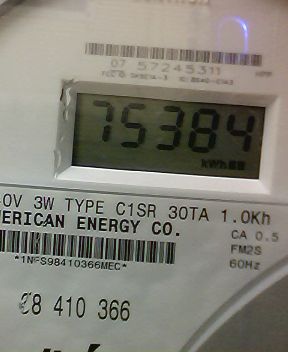 07 57245311
75384
kWh
0V 3W TYPE C1SR 30TA 1.0Kh
ERICAN ENERGY CO.
CA 0.5
FM2S
60Hz
98410366MEC*
8 410 366